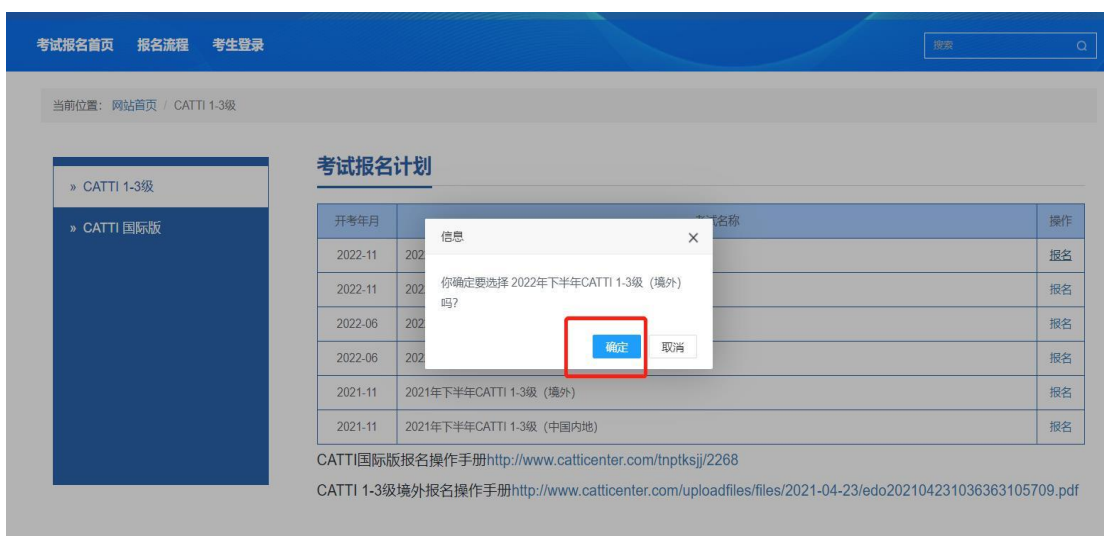 考试报名首页 报名流程 考生登录 搜索
当前位置： 网站首页 / CATTI 1-3级
考试报名计划
» CATTI 1-3级
» CATTI 国际版
开考年月 考试名称 操作
2022-11 202 报名
2022-11 202 报名
2022-06 202 报名
2022-06 202 报名
2021-11 2021年下半年CATTI 1-3级（境外） 报名
2021-11 2021年下半年CATTI 1-3级（中国内地） 报名
信息
你确定要选择 2022年下半年CATTI 1-3级（境外）
吗?
确定 取消
CATTI国际版报名操作手册http://www.catticenter.com/tnptksjj/2268
CATTI 1-3级境外报名操作手册http://www.catticenter.com/uploadfiles/files/2021-04-23/edo202104231036363105709.pdf